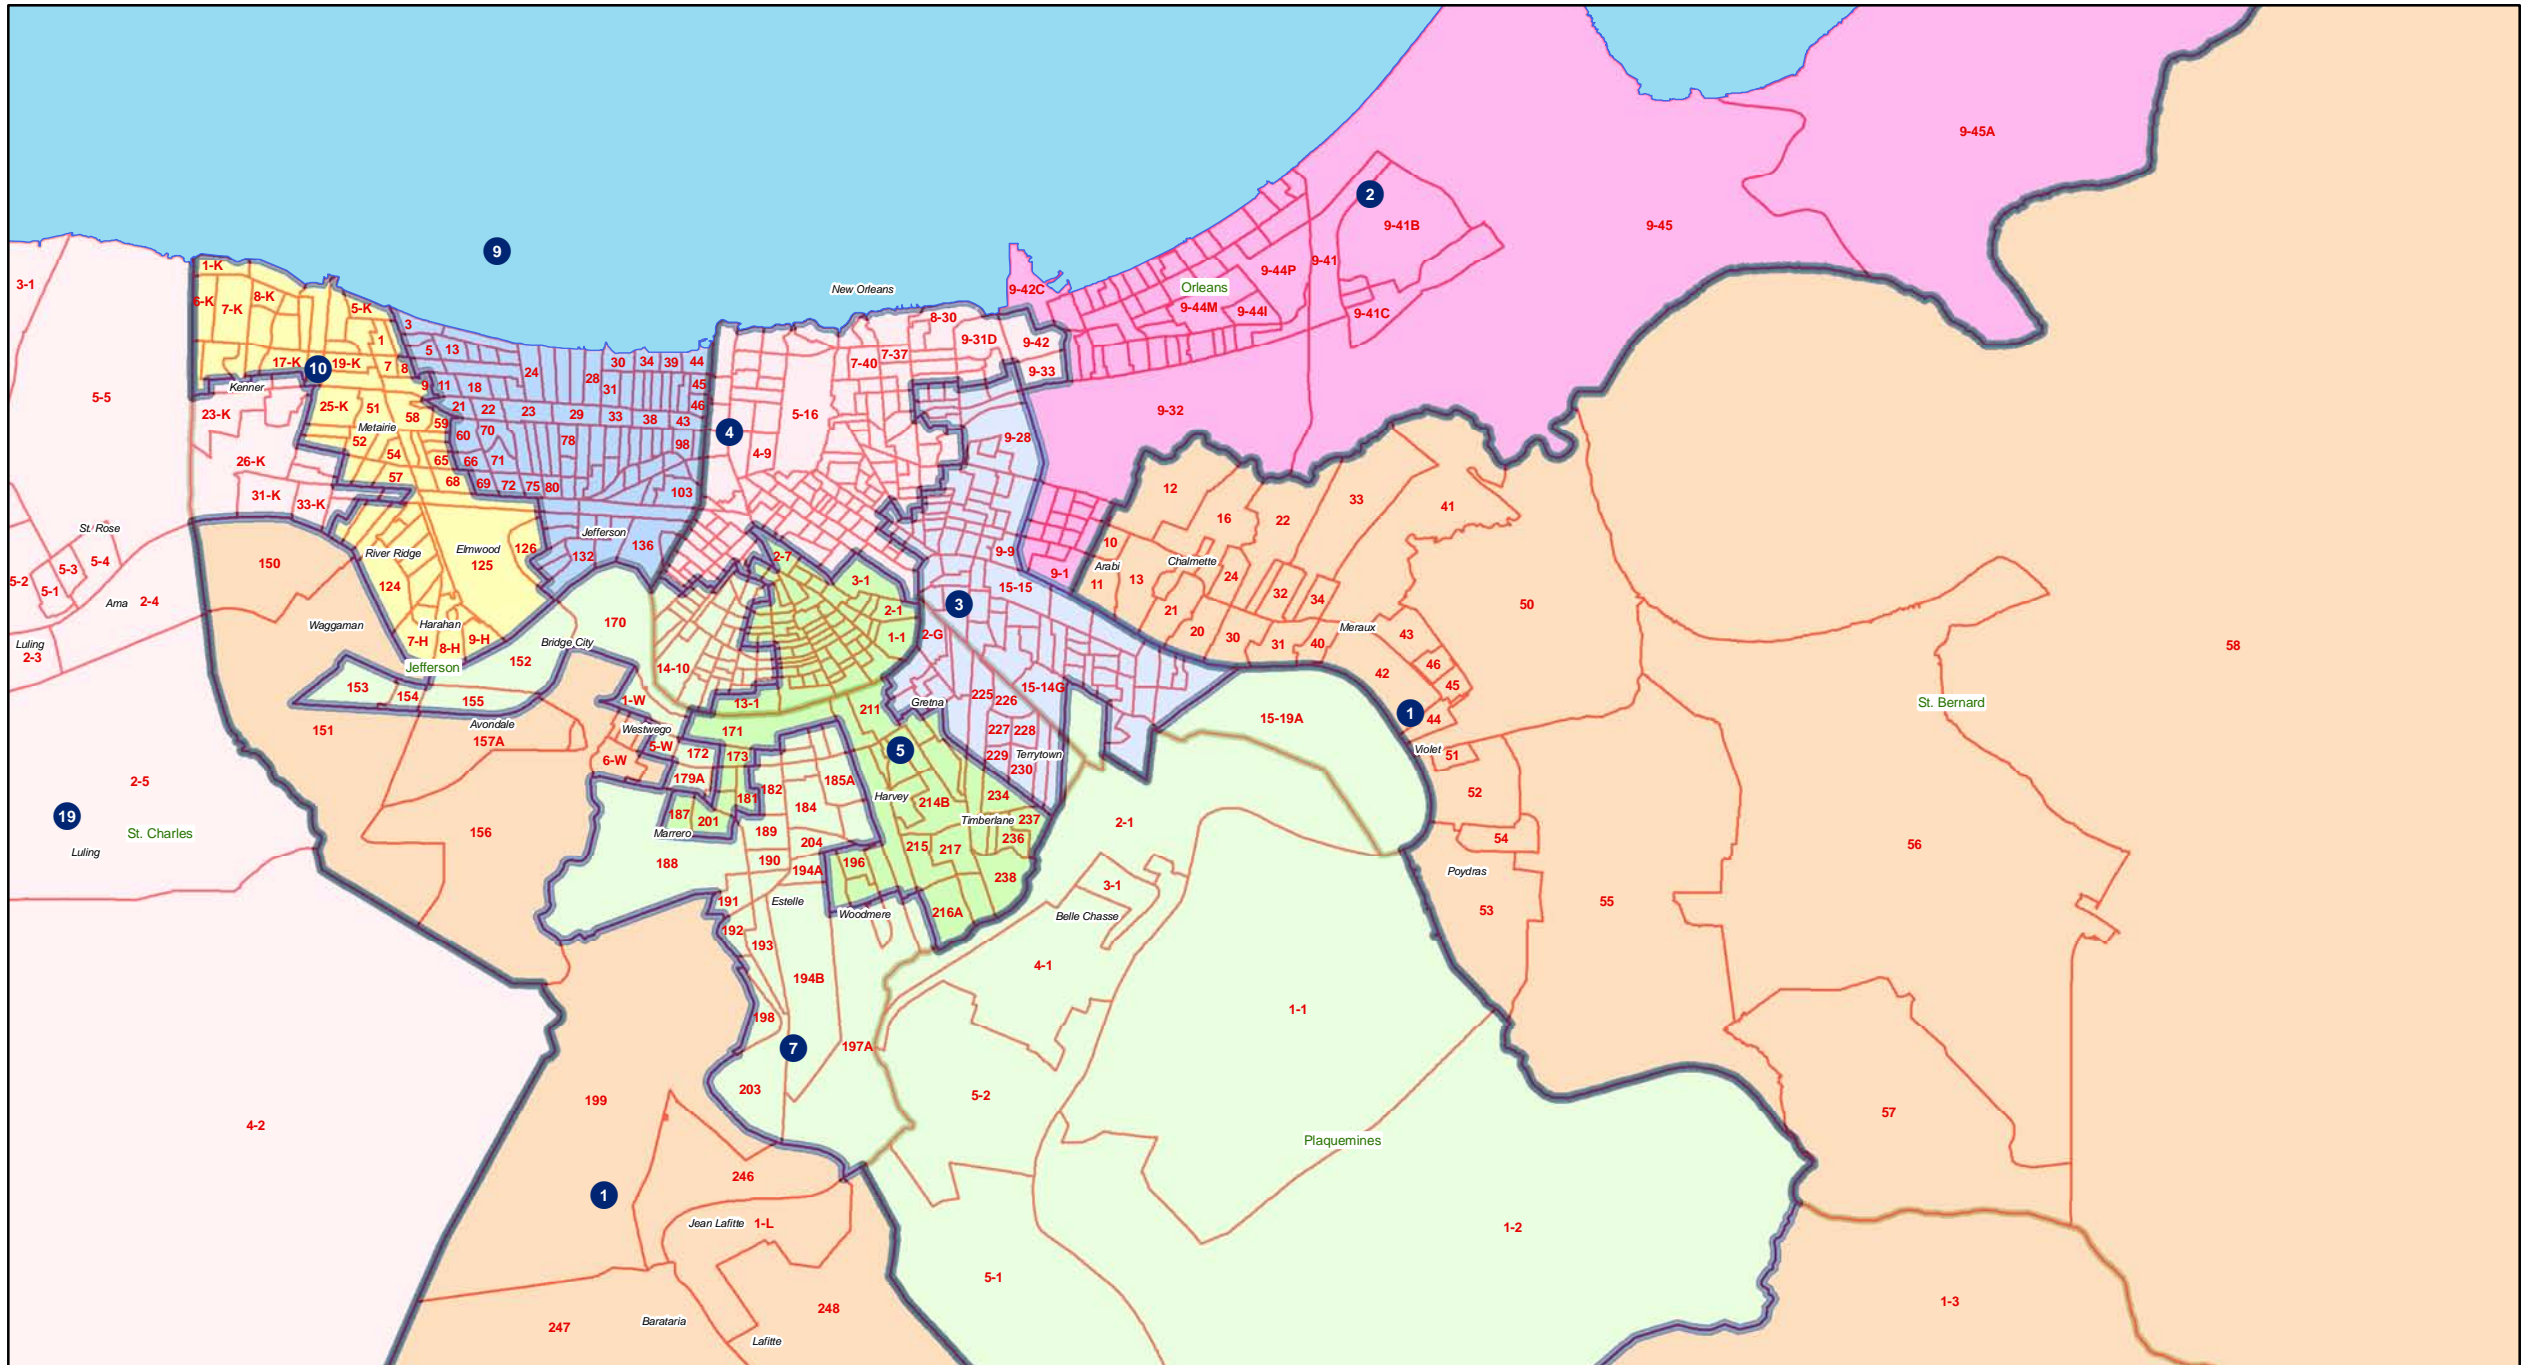 9-45A
2
9-45
9-41B
9
9-41
9-44P
1-K
3-1
Orleans
New Orleans
9-42C
8-K
6-K
7-K
5-K
9-44M
9-44I
9-41C
8-30
3
1
9-31D
9-42
5
13
7-37
7-40
17-K
10
19-K
7
8
30
34
39
44
24
9-33
Kenner
9
11
18
28
31
45
5-5
25-K
51
21
22
23
29
33
38
43
46
9-32
23-K
58
59
5-16
Metairie
60
70
78
98
4
9-28
52
54
65
66
71
4-9
26-K
57
68
69
72
75
80
103
12
33
31-K
33-K
41
16
22
St. Rose
Jefferson
River Ridge
Elmwood
126
136
132
2-7
9-9
10
Arabi
Chalmette
5-4
5-3
150
125
5-2
5-1
124
3-1
15-15
9-1
11
13
24
32
34
Ama
2-4
3
50
Waggaman
Harahan
170
2-1
21
20
30
31
40
Meraux
43
Luling
2-3
7-H
8-H
9-H
Bridge City
1-1
2-G
58
Jefferson
152
14-10
46
42
45
153
154
155
1-W
13-1
225
226
15-14G
St. Bernard
Gretna
211
15-19A
1
44
151
Avondale
157A
Westwego
171
227
228
5-W
172
173
5
229
230
Terrytown
Violet
51
6-W
179A
182
185A
2-5
181
184
Harvey
214B
234
52
19
St. Charles
187
201
Timberlane
237
2-1
156
Marrero
189
204
215
217
236
54
56
Luling
188
190
194A
196
238
Poydras
3-1
191
Estelle
Woodmere
216A
Belle Chasse
53
55
192
193
194B
4-1
198
1-1
7
197A
203
5-2
199
57
4-2
Plaquemines
246
1
Jean Lafitte
1-L
1-2
5-1
1-3
248
247
Barataria
Lafitte